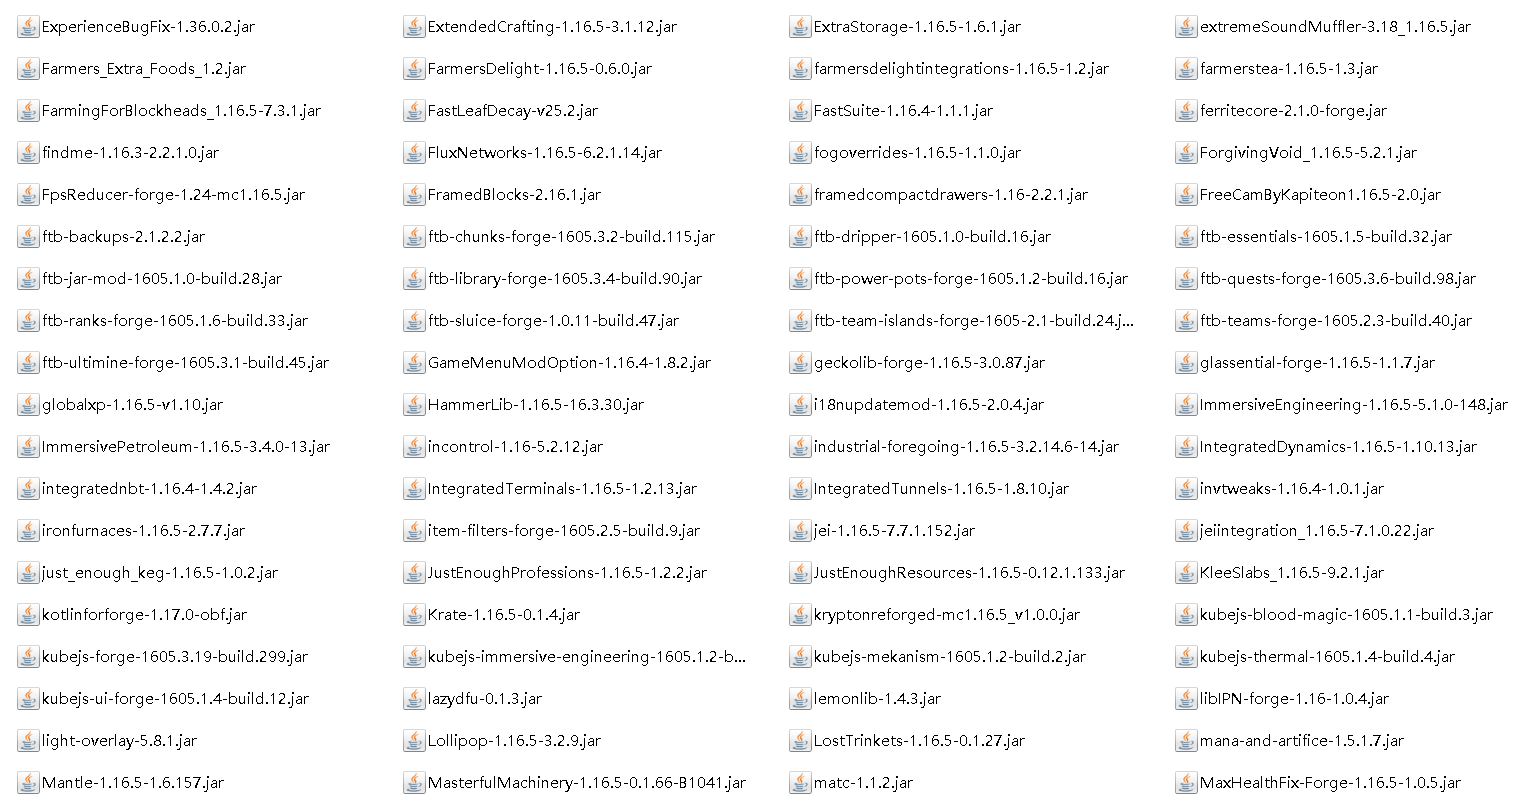 ExperienceBugFix-1.36.0.2.jar ExtendedCrafting-1.16.5-3.1.12.jar ExtraStorage-1.16.5-1.6.1.jar extremeSoundMuffler-3.18_1.16.5.jar
Farmers_Extra_Foods_1.2.jar FarmersDelight-1.16.5-0.6.0.jar farmersdelightintegrations-1.16.5-1.2.jar farmerstea-1.16.5-1.3.jar
FarmingForBlockheads_1.16.5-7.3.1.jar FastLeafDecay-v25.2.jar FastSuite-1.16.4-1.1.1.jar ferritecore-2.1.0-forge.jar
findme-1.16.3-2.2.1.0.jar FluxNetworks-1.16.5-6.2.1.14.jar fogoverrides-1.16.5-1.1.0.jar ForgivingVoid_1.16.5-5.2.1.jar
FpsReducer-forge-1.24-mc1.16.5.jar FramedBlocks-2.16.1.jar framedcompactdrawers-1.16-2.2.1.jar FreeCamByKapiteon1.16.5-2.0.jar
ftb-backups-2.1.2.2.jar ftb-chunks-forge-1605.3.2-build.115.jar ftb-dripper-1605.1.0-build.16.jar ftb-essentials-1605.1.5-build.32.jar
ftb-jar-mod-1605.1.0-build.28.jar ftb-library-forge-1605.3.4-build.90.jar ftb-power-pots-forge-1605.1.2-build.16.jar ftb-quests-forge-1605.3.6-build.98.jar
ftb-ranks-forge-1605.1.6-build.33.jar ftb-sluice-forge-1.0.11-build.47.jar ftb-team-islands-forge-1605-2.1-build.24.j... ftb-teams-forge-1605.2.3-build.40.jar
ftb-ultimine-forge-1605.3.1-build.45.jar GameMenuModOption-1.16.4-1.8.2.jar geckolib-forge-1.16.5-3.0.87.jar glassential-forge-1.16.5-1.1.7.jar
globalxp-1.16.5-v1.10.jar HammerLib-1.16.5-16.3.30.jar i18nupdatemod-1.16.5-2.0.4.jar ImmersiveEngineering-1.16.5-5.1.0-148.jar
ImmersivePetroleum-1.16.5-3.4.0-13.jar incontrol-1.16-5.2.12.jar industrial-foregoing-1.16.5-3.2.14.6-14.jar IntegratedDynamics-1.16.5-1.10.13.jar
integratednbt-1.16.4-1.4.2.jar IntegratedTerminals-1.16.5-1.2.13.jar IntegratedTunnels-1.16.5-1.8.10.jar invtweaks-1.16.4-1.0.1.jar
ironfurnaces-1.16.5-2.7.7.jar item-filters-forge-1605.2.5-build.9.jar jei-1.16.5-7.7.1.152.jar jeiintegration_1.16.5-7.1.0.22.jar
just_enough_keg-1.16.5-1.0.2.jar JustEnoughProfessions-1.16.5-1.2.2.jar JustEnoughResources-1.16.5-0.12.1.133.jar KleeSlabs_1.16.5-9.2.1.jar
kotlinforforge-1.17.0-obf.jar Krate-1.16.5-0.1.4.jar kryptonreforged-mc1.16.5_v1.0.0.jar kubejs-blood-magic-1605.1.1-build.3.jar
kubejs-forge-1605.3.19-build.299.jar kubejs-immersive-engineering-1605.1.2-b... kubejs-mekanism-1605.1.2-build.2.jar kubejs-thermal-1605.1.4-build.4.jar
kubejs-ui-forge-1605.1.4-build.12.jar lazydfu-0.1.3.jar lemonlib-1.4.3.jar libIPN-forge-1.16-1.0.4.jar
light-overlay-5.8.1.jar Lollipop-1.16.5-3.2.9.jar LostTrinkets-1.16.5-0.1.27.jar mana-and-artifice-1.5.1.7.jar
Mantle-1.16.5-1.6.157.jar MasterfulMachinery-1.16.5-0.1.66-B1041.jar matc-1.1.2.jar MaxHealthFix-Forge-1.16.5-1.0.5.jar